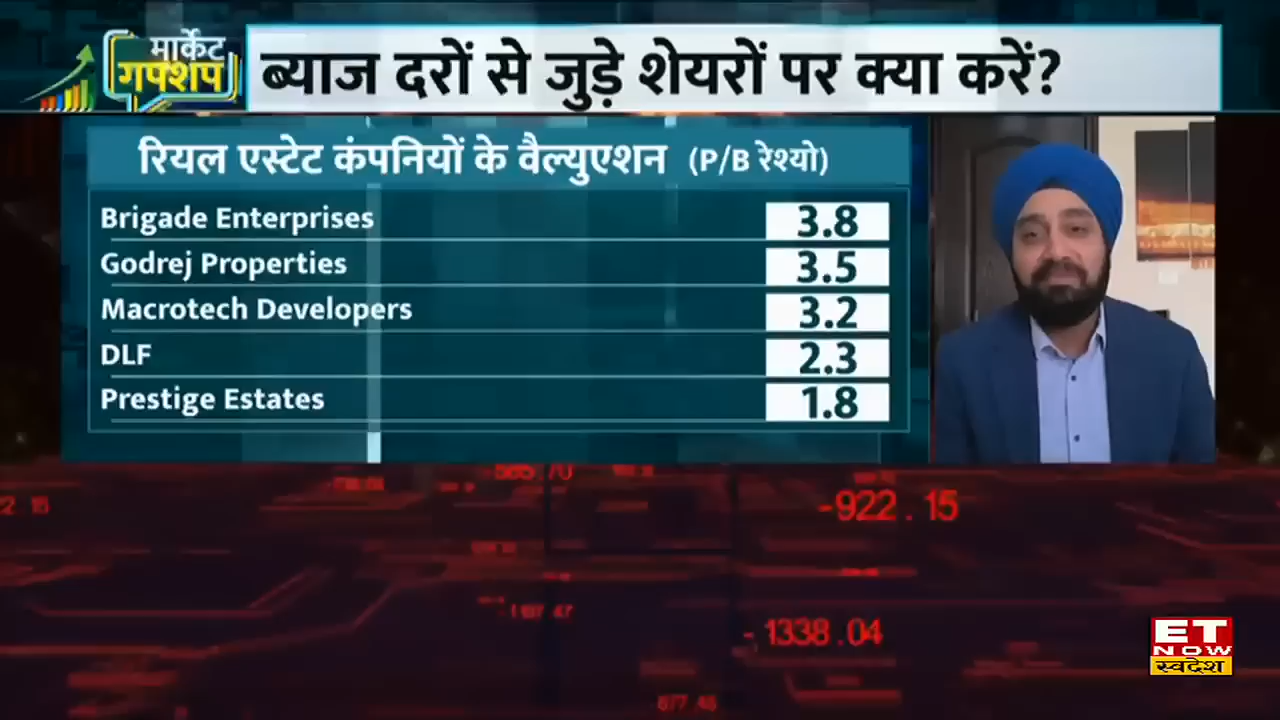 मार्केट
गपशप
ब्याज दरों से जुड़े शेयरों पर क्या करें?
रियल एस्टेट कंपनियों के वैल्युएशन (P/B रेश्यो)
Brigade Enterprises 3.8
Godrej Properties 3.5
Macrotech Developers 3.2
DLF 2.3
Prestige Estates 1.8
-922.15
-1338.04
ET
NOW
स्वदेश